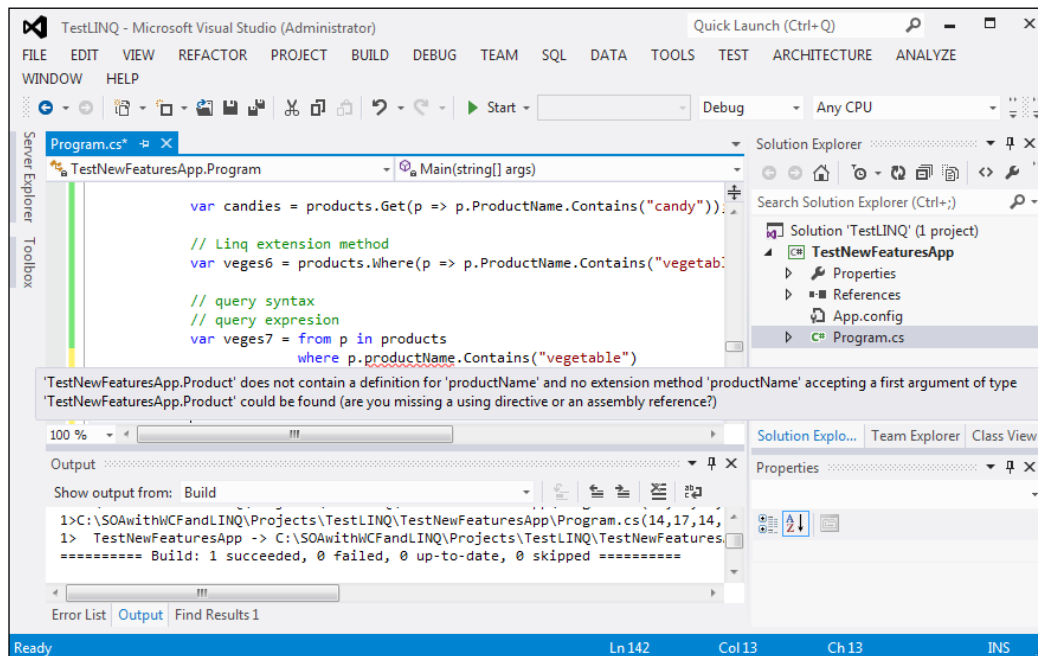 TestLINQ - Microsoft Visual Studio (Administrator)
Quick Launch (Ctrl+Q)
FILE EDIT VIEW REFACTOR PROJECT BUILD DEBUG TEAM SQL DATA TOOLS TEST ARCHITECTURE ANALYZE
WINDOW HELP
Start
Debug
Any CPU
Server Explorer
Toolbox
Program.cs*
TestNewFeaturesApp.Program
Main(string[] args)
var candies = products.Get(p => p.ProductName.Contains("candy"));
// Linq extension method
var veges6 = products.Where(p => p.ProductName.Contains("vegetabl
// query syntax
// query expresion
var veges7 = from p in products
where p.productName.Contains("vegetable")
'TestNewFeaturesApp.Product' does not contain a definition for 'productName' and no extension method 'productName' accepting a first argument of type
'TestNewFeaturesApp.Product' could be found (are you missing a using directive or an assembly reference?)
100 %
Solution Explorer
Search Solution Explorer (Ctrl+;)
Solution 'TestLINQ' (1 project)
C# TestNewFeaturesApp
Properties
References
App.config
C# Program.cs
Solution Explo... Team Explorer Class View
Output
Show output from: Build
1>C:\SOAwithWCFandLINQ\Projects\TestLINQ\TestNewFeaturesApp\Program.cs(14,17,14,
1> TestNewFeaturesApp -> C:\SOAwithWCFandLINQ\Projects\TestLINQ\TestNewFeatures
========== Build: 1 succeeded, 0 failed, 0 up-to-date, 0 skipped ==========
Error List Output Find Results 1
Properties
Ready
Ln 142
Col 13
Ch 13
INS